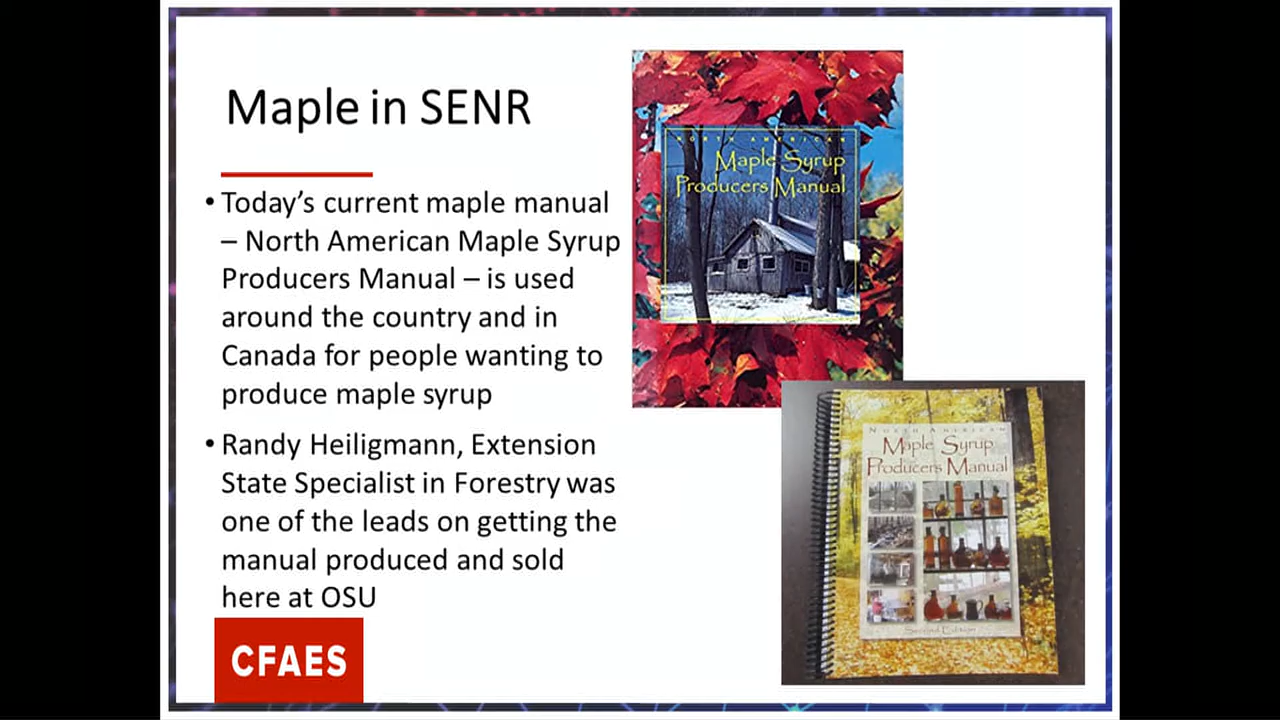 Maple in SENR
• Today’s current maple manual
– North American Maple Syrup
Producers Manual – is used
around the country and in
Canada for people wanting to
produce maple syrup
• Randy Heiligmann, Extension
State Specialist in Forestry was
one of the leads on getting the
manual produced and sold
here at OSU
CFAES
NORTH AMERICAN
Maple Syrup
Producers Manual
NORTH AMERICAN
Maple Syrup
Producers Manual
Second Edition